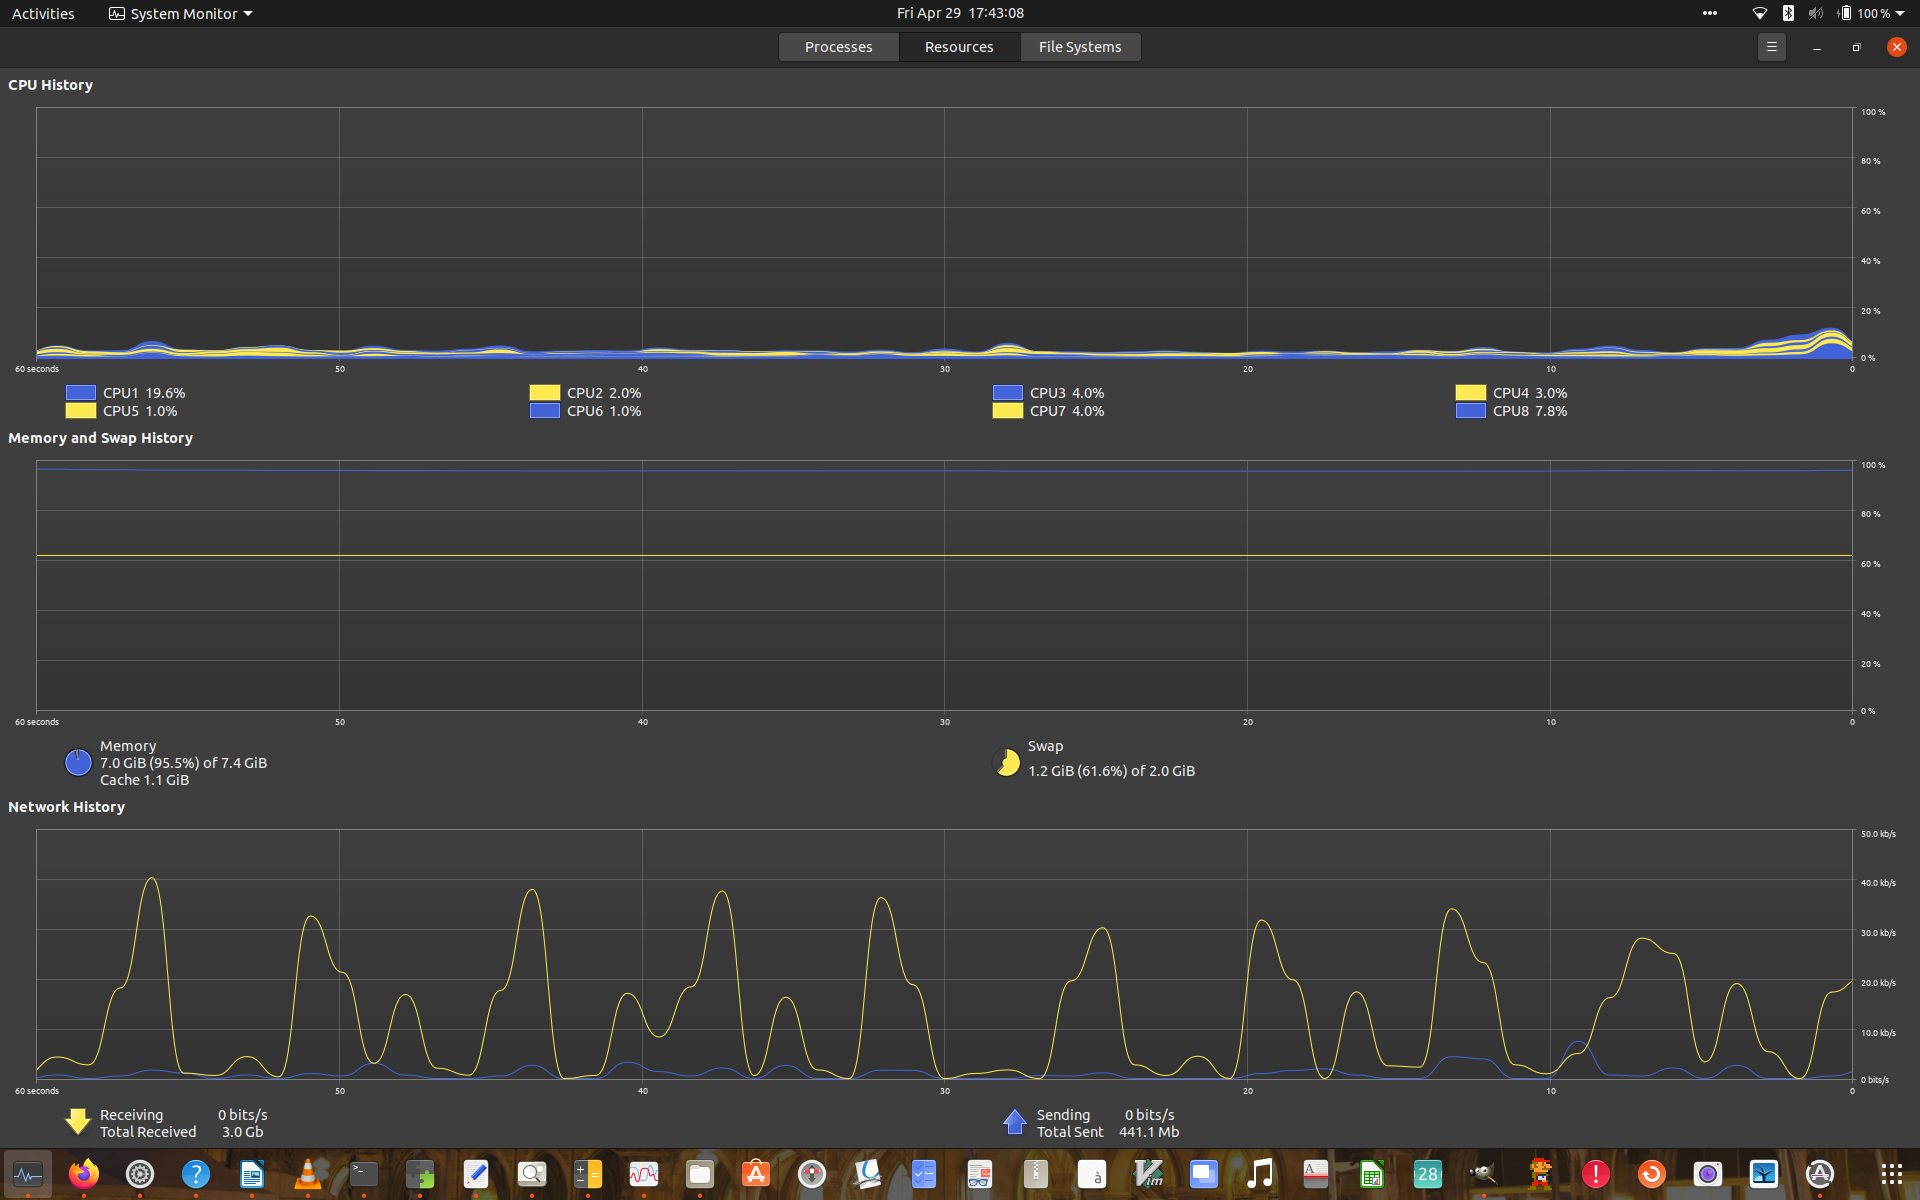 Activities System Monitor Fri Apr 29 17:43:08 100 %
Processes Resources File Systems
CPU History
100 %
80 %
60 %
40 %
20 %
0 %
60 seconds 50 40 30 20 10 0
CPU1 19.6% CPU2 2.0% CPU3 4.0% CPU4 3.0%
CPU5 1.0% CPU6 1.0% CPU7 4.0% CPU8 7.8%
Memory and Swap History
100 %
80 %
60 %
40 %
20 %
0 %
60 seconds 50 40 30 20 10 0
Memory
7.0 GiB (95.5%) of 7.4 GiB
Cache 1.1 GiB
Swap
1.2 GiB (61.6%) of 2.0 GiB
Network History
50.0 kb/s
40.0 kb/s
30.0 kb/s
20.0 kb/s
10.0 kb/s
0 bits/s
60 seconds 50 40 30 20 10 0
Receiving 0 bits/s
Total Received 3.0 Gb
Sending 0 bits/s
Total Sent 441.1 Mb
? >_ à Vim A 28 !